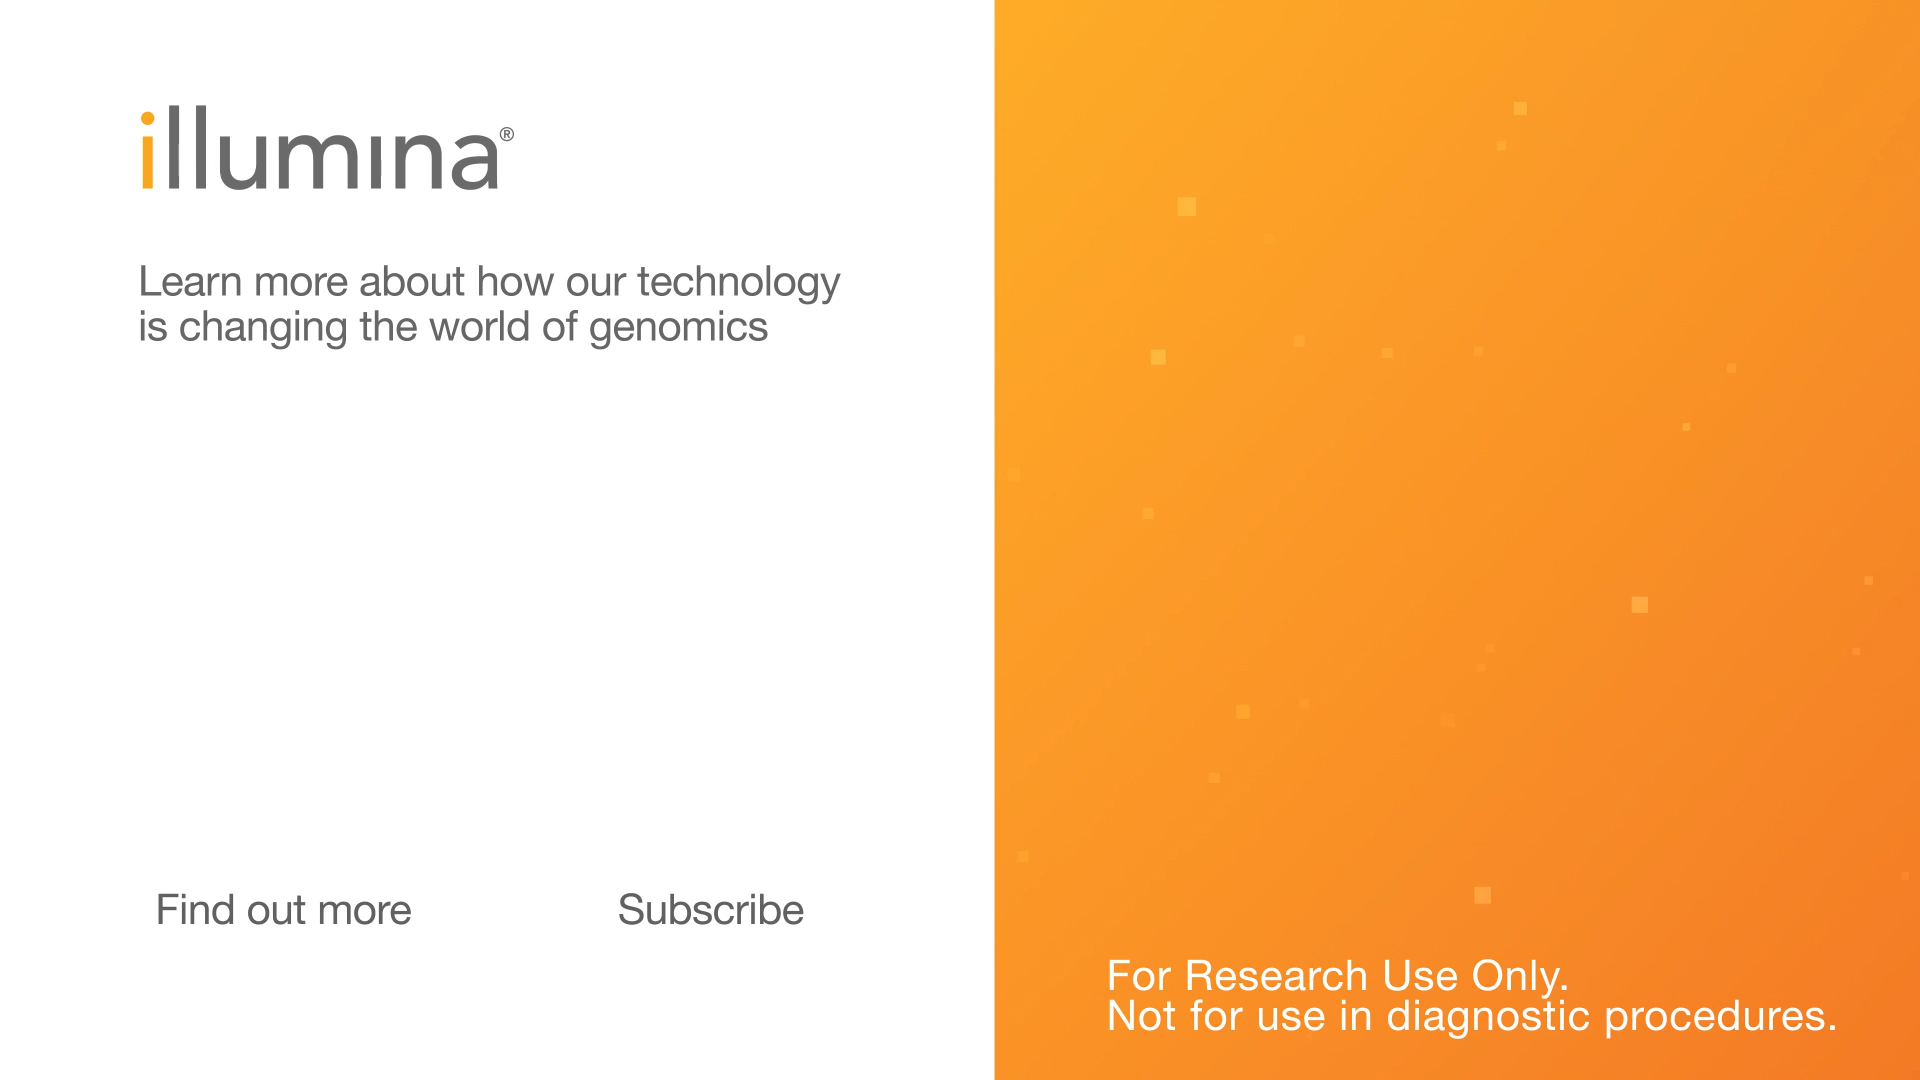 illumina®
Learn more about how our technology
is changing the world of genomics
Find out more
Subscribe
For Research Use Only.
Not for use in diagnostic procedures.